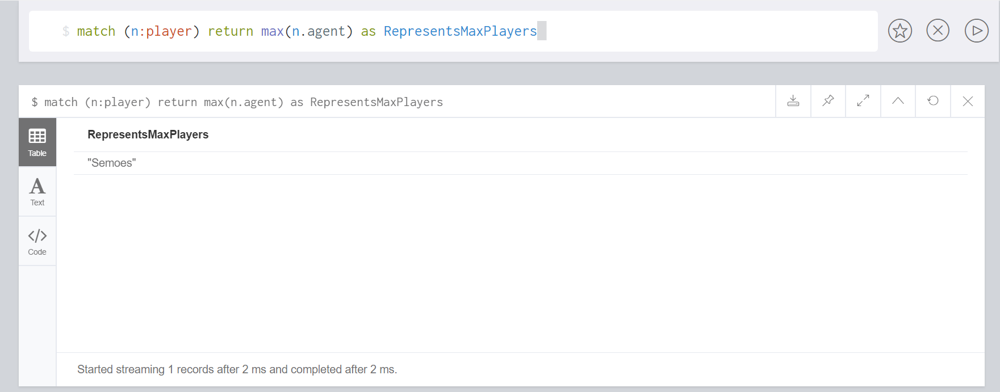 $ match (n:player) return max(n.agent) as RepresentsMaxPlayers
$ match (n:player) return max(n.agent) as RepresentsMaxPlayers
RepresentsMaxPlayers
Table
"Semoes"
A
Text
</>
Code
Started streaming 1 records after 2 ms and completed after 2 ms.